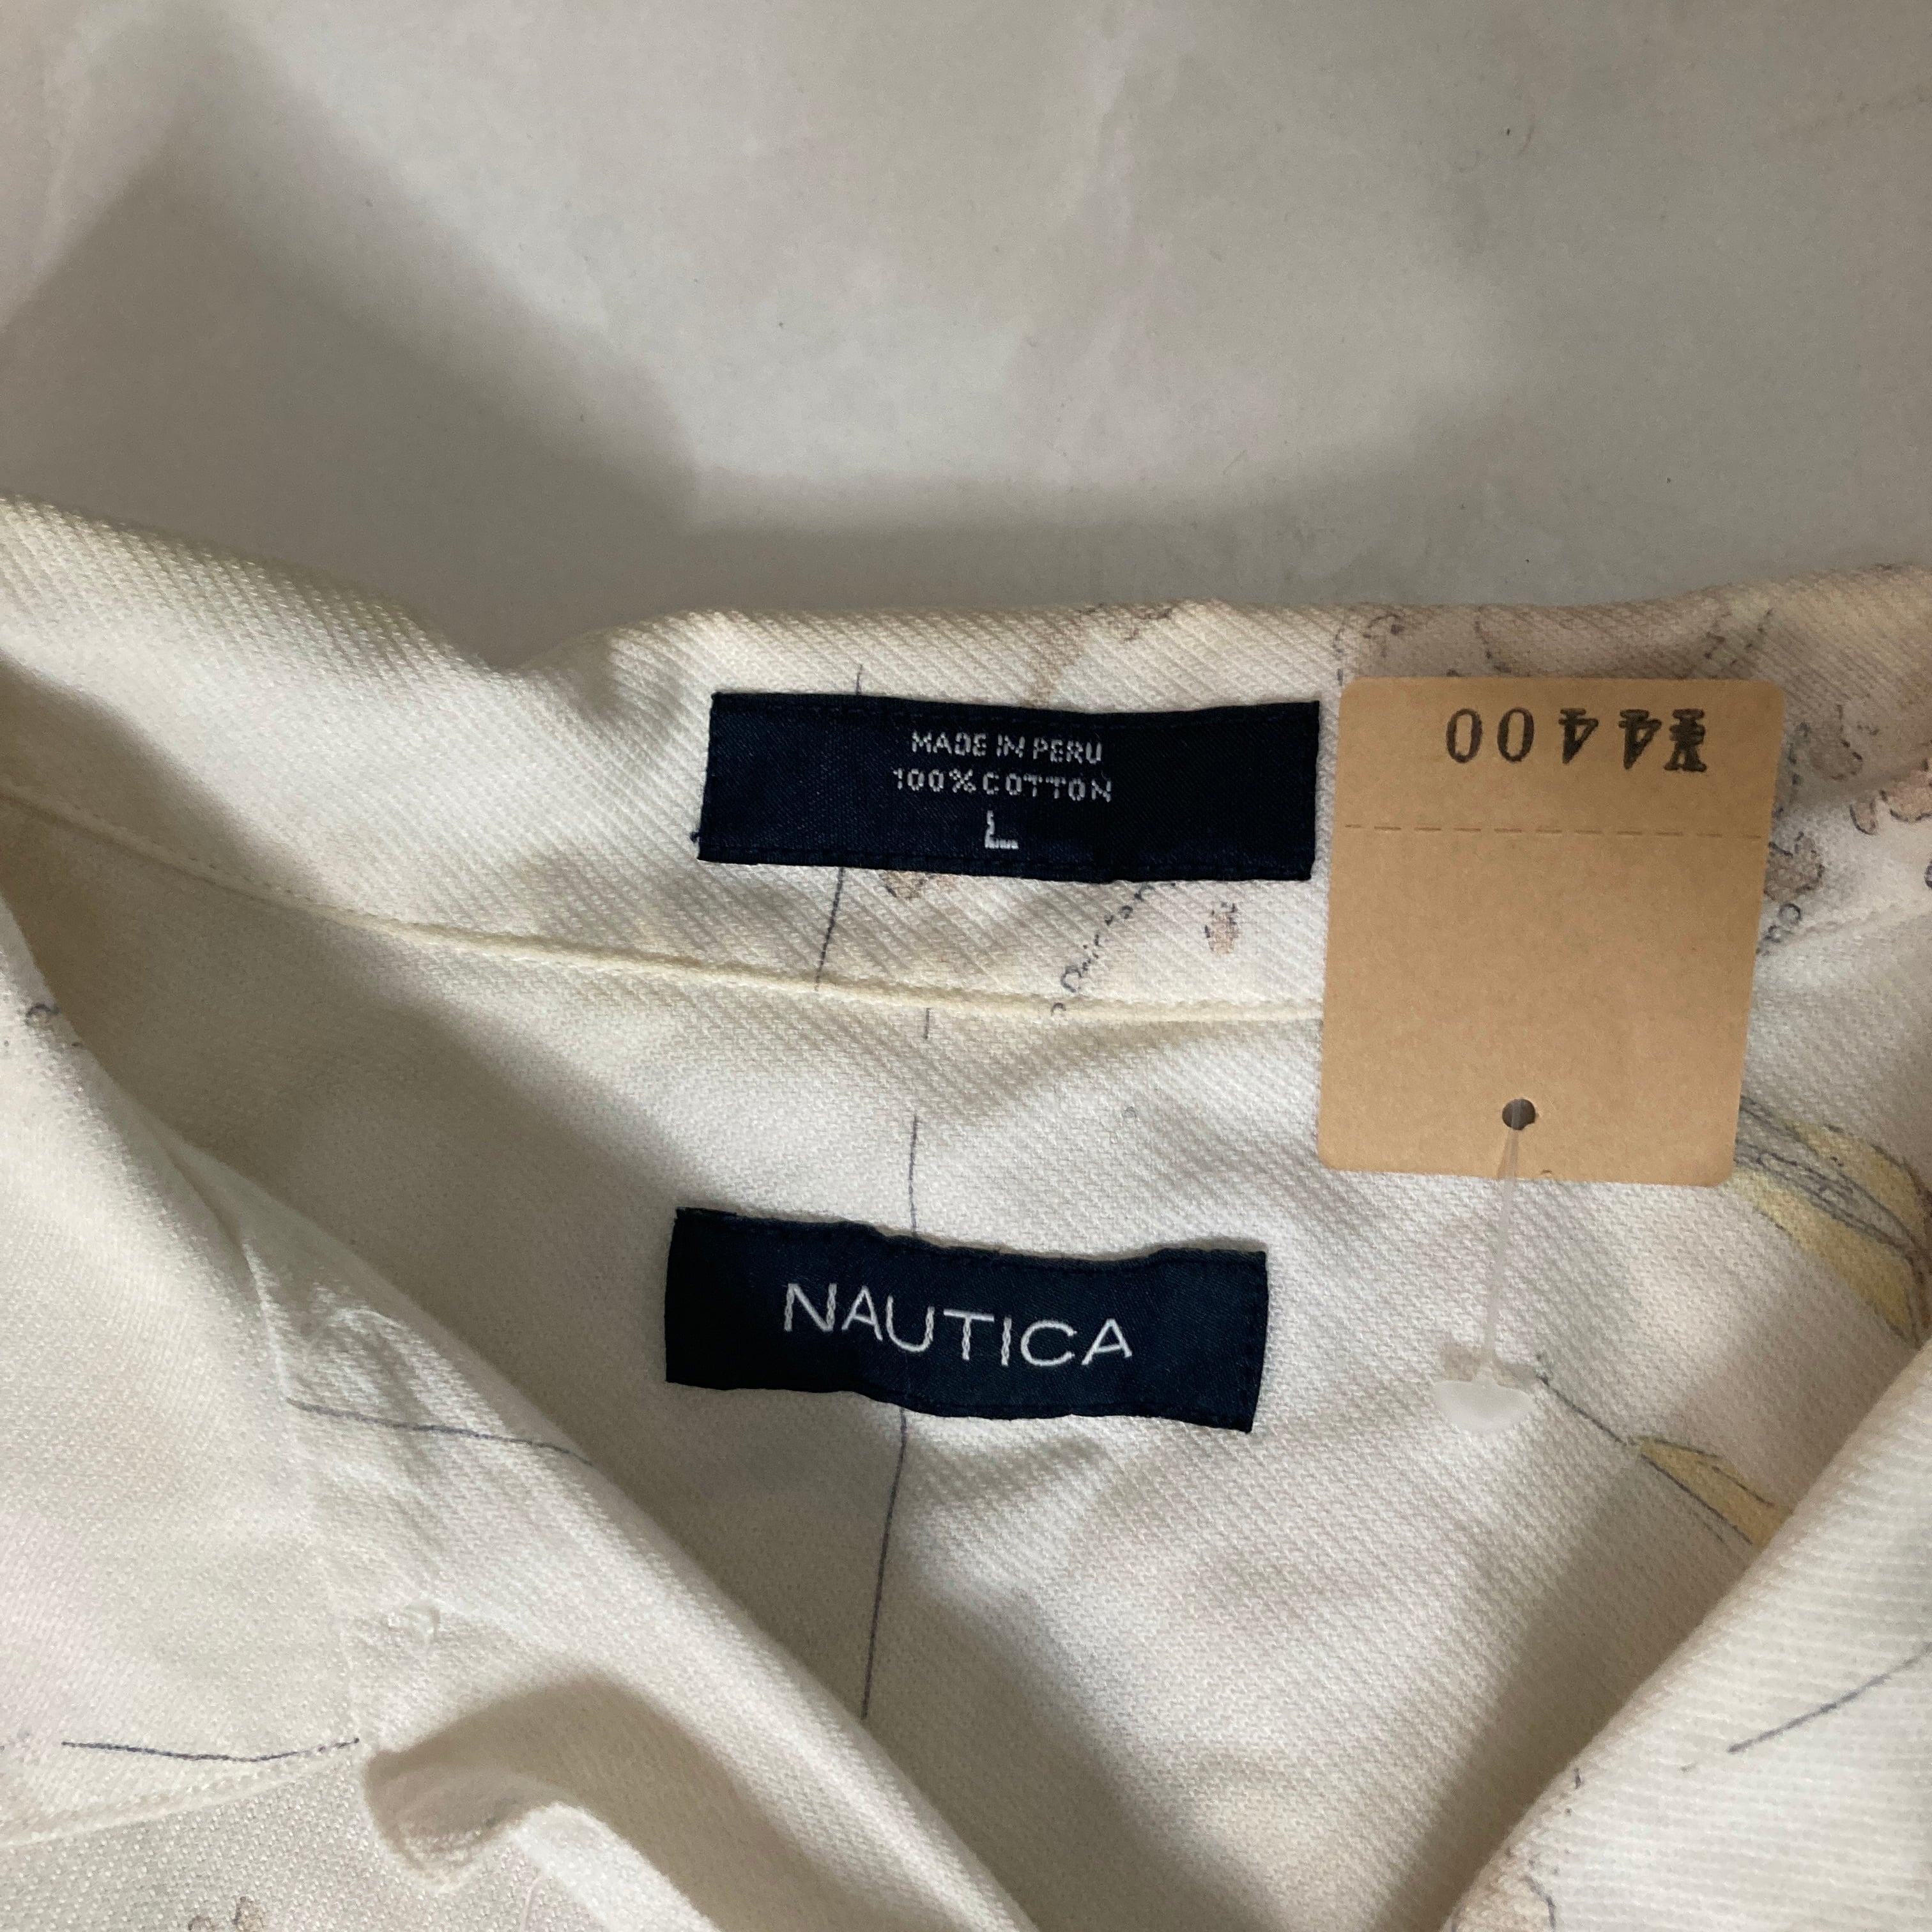 MADE IN PERU
100% COTTON
L
¥4400
NAUTICA